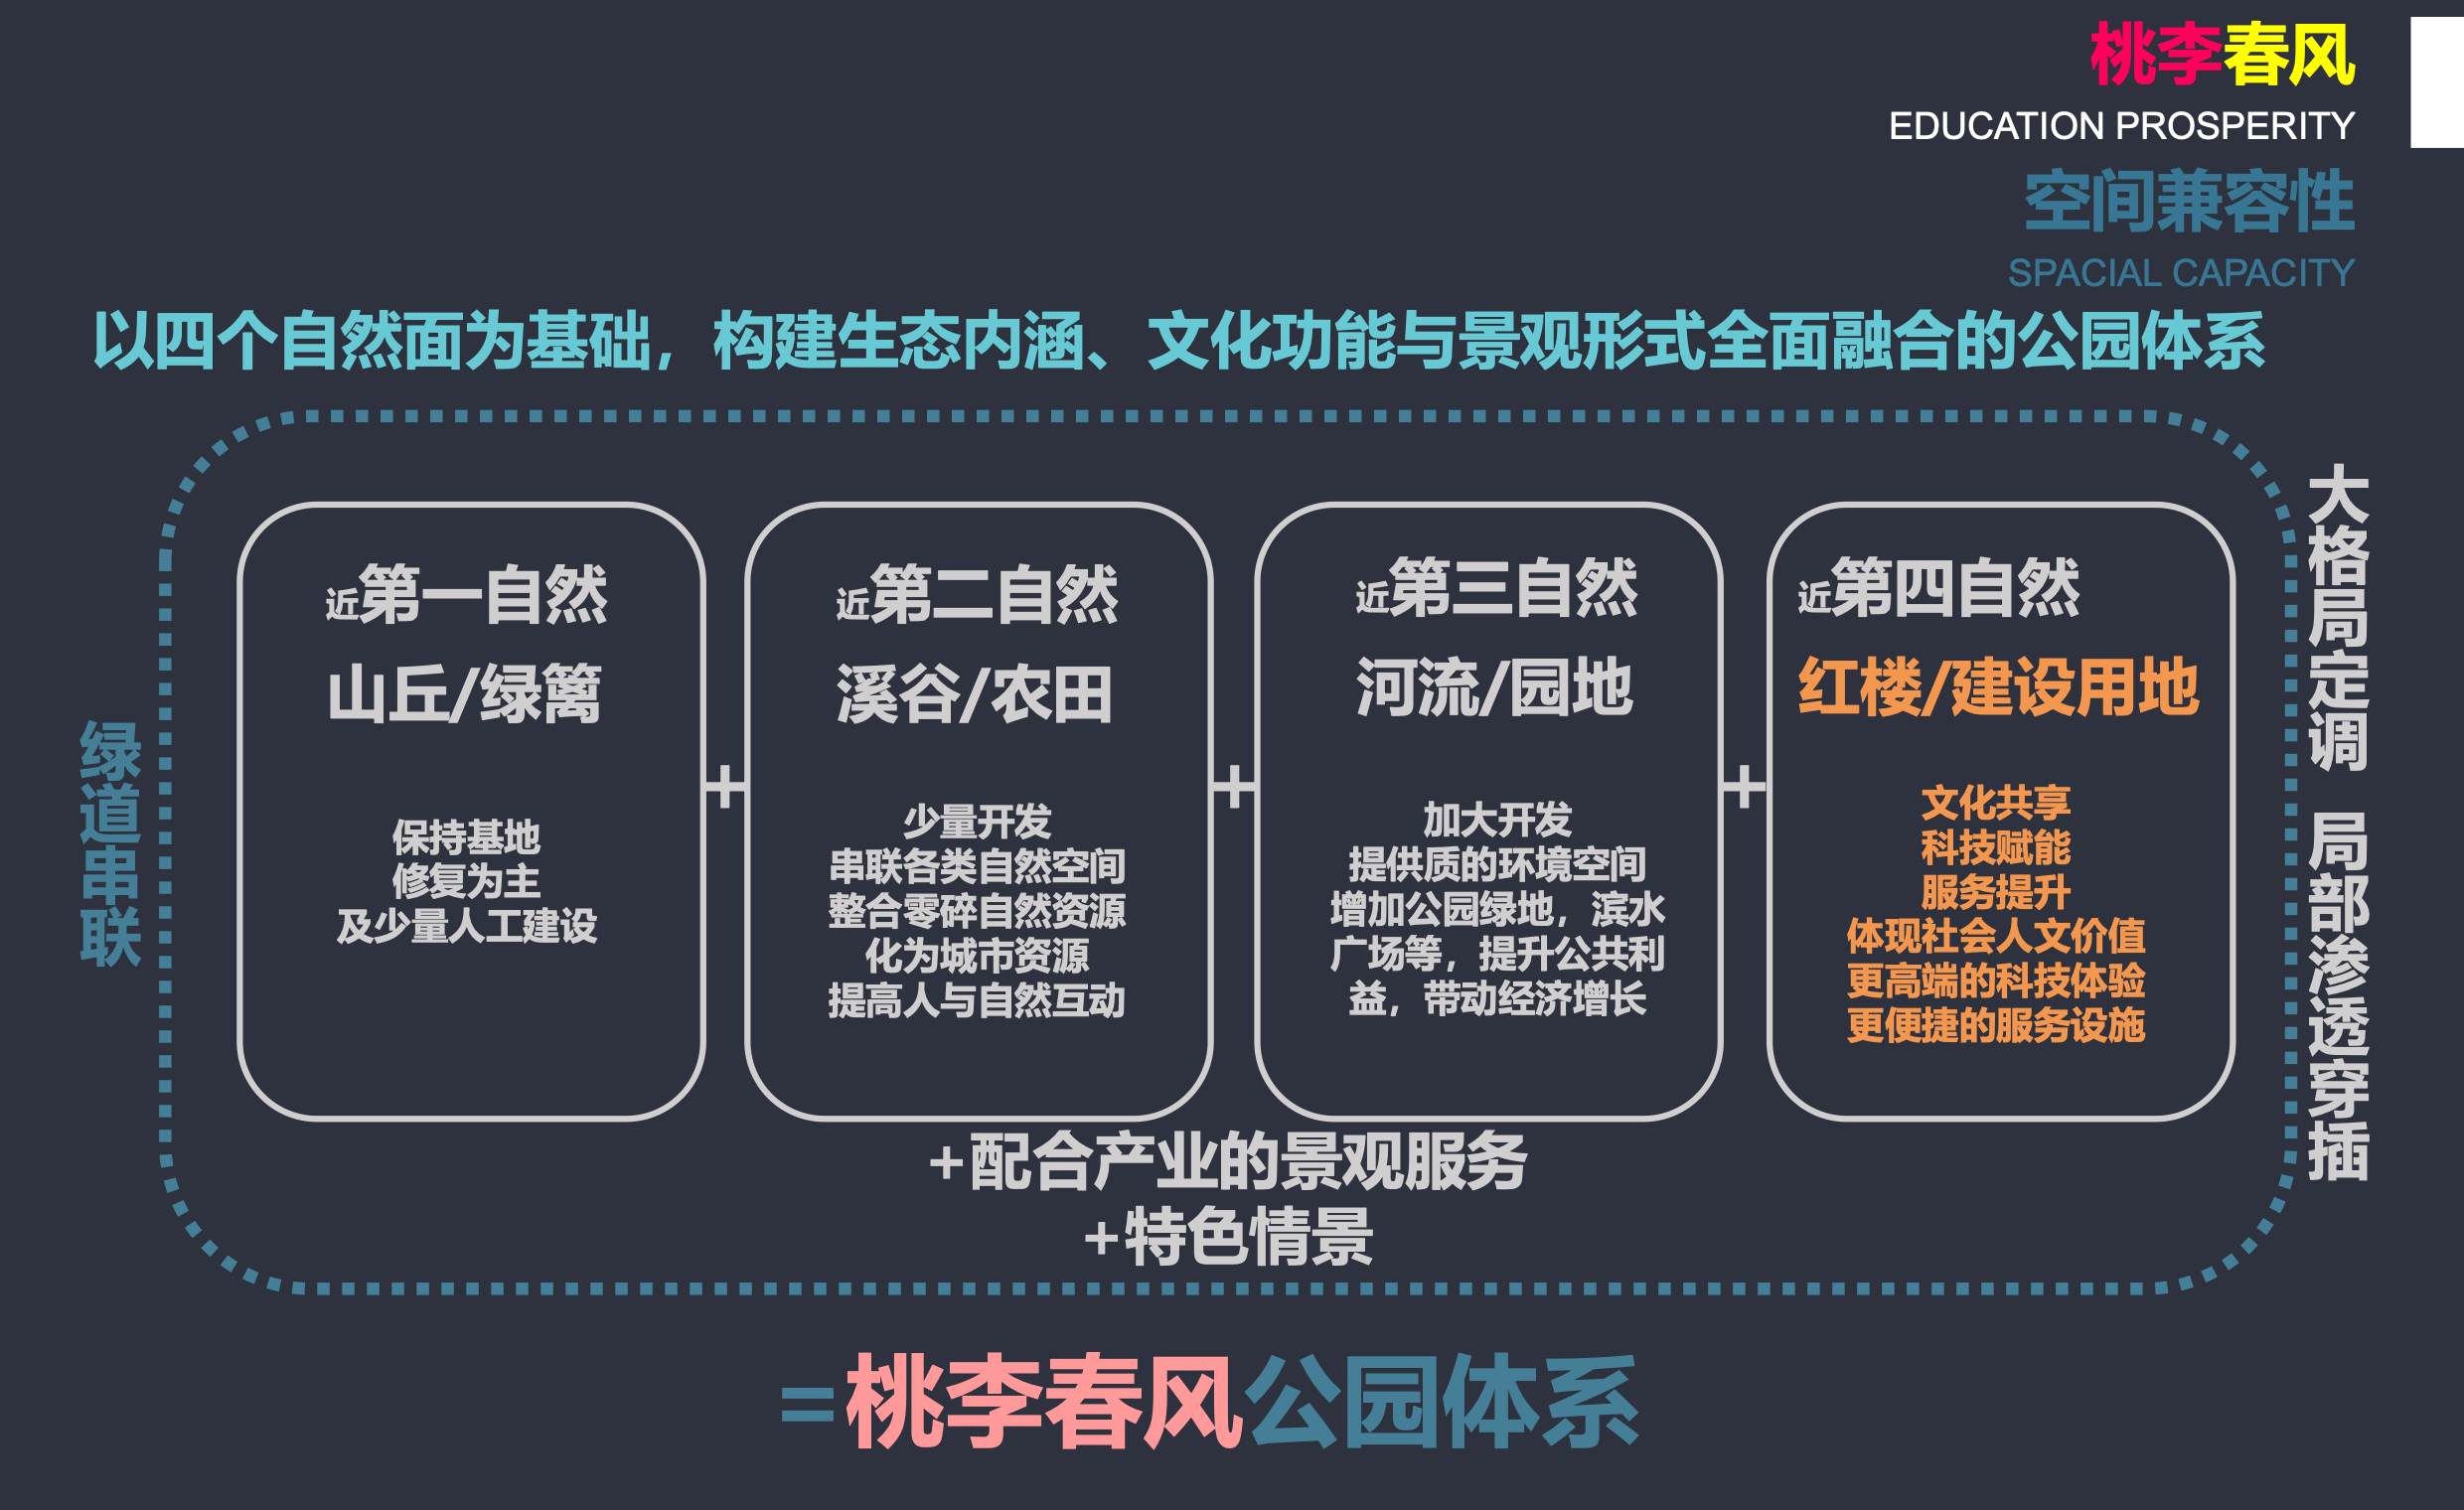 桃李春风
EDUCATION PROSPERITY
空间兼容性
SPACIAL CAPACITY
以四个自然面为基础，构建生态内涵、文化功能与景观形式全面融合的公园体系
绿道串联
近第一自然
山丘/绿篱
保持基地
修复为主
及少量人工建设
近第二自然
溪谷/农田
少量开发
串联各类自然空间
整合零碎自然资源
化为城市资源
提高人与自然互动
近第三自然
河流/园地
加大开发
提供优质的环境空间
增加公园绿地，滨水
广场等，提升公共利
益，带动经济增长
近第四自然
红线/建设用地
文化共享
科技赋能
服务提升
体现社会人文价值
更高端的科技体验
更便捷的服务设施
+
+
+
大格局定调 局部渗透穿插
+配合产业的景观服务
+特色情景
=桃李春风公园体系